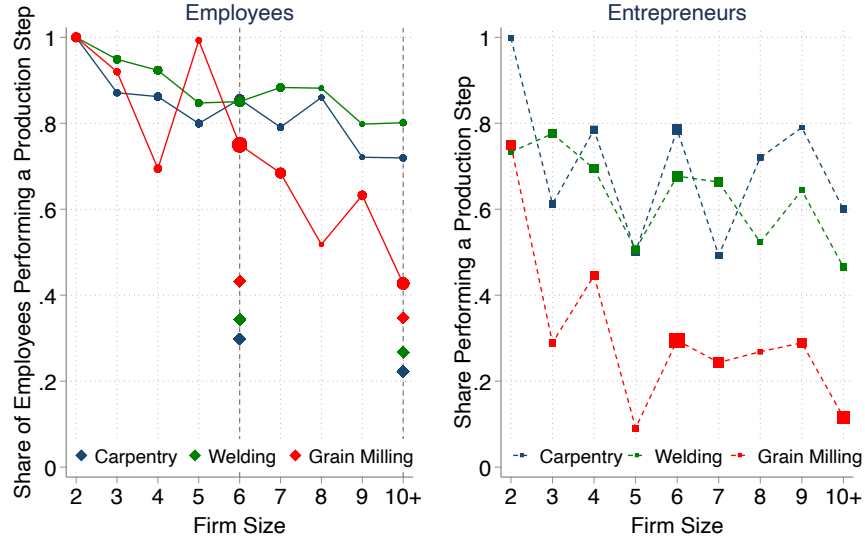 Employees
Share of Employees Performing a Production Step
1
.8
.6
.4
.2
0
Carpentry Welding Grain Milling
2 3 4 5 6 7 8 9 10+
Firm Size
Entrepreneurs
Share Performing a Production Step
1
.8
.6
.4
.2
0
Carpentry Welding Grain Milling
2 3 4 5 6 7 8 9 10+
Firm Size